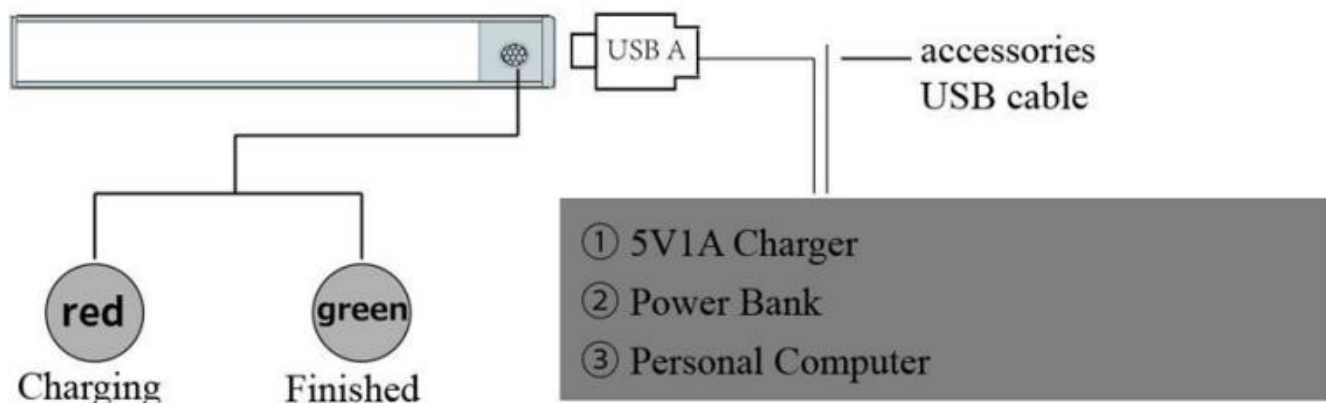 USB A
accessories
USB cable
① 5V1A Charger
② Power Bank
③ Personal Computer
red
green
Charging
Finished